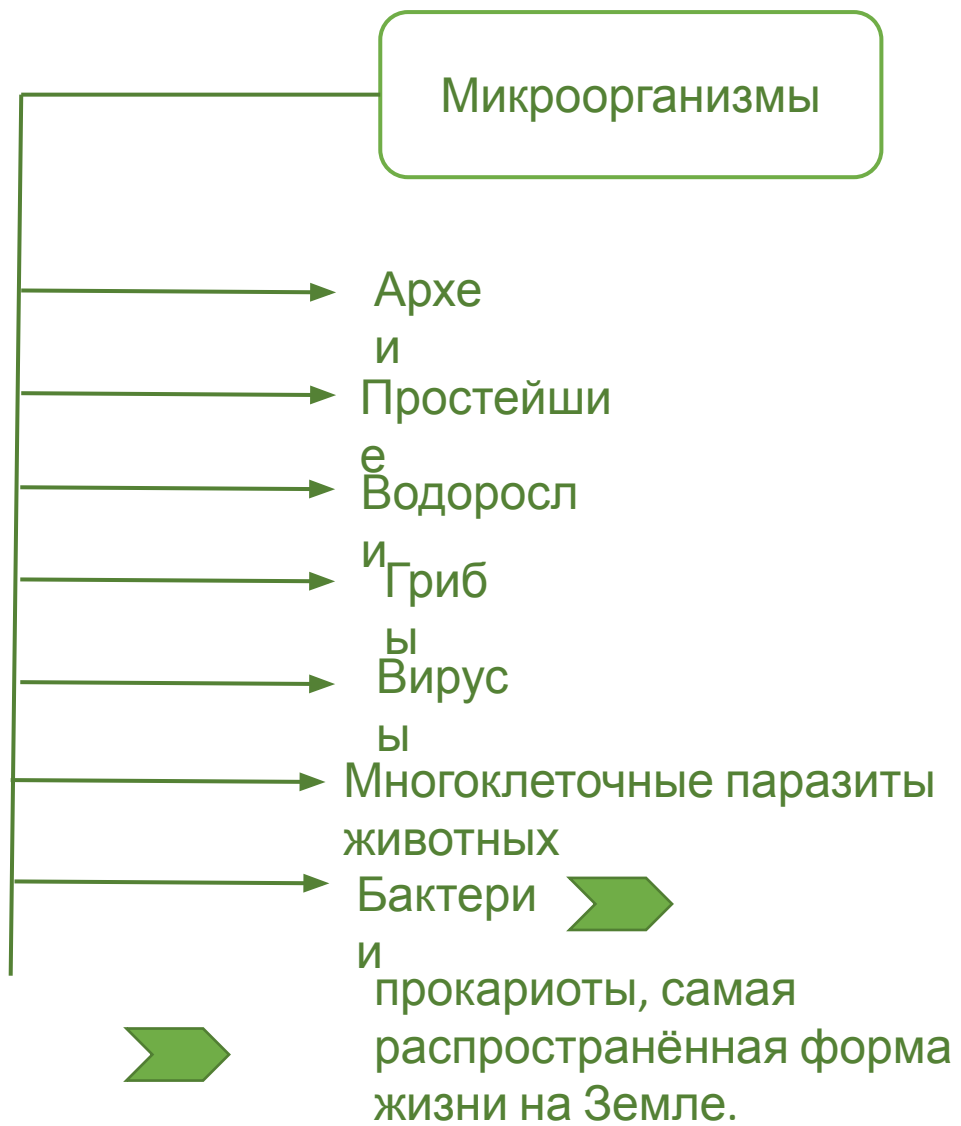 Микроорганизмы
Архе
и
Простейши
е
Водоросл
и
Гриб
ы
Вирус
ы
Многоклеточные паразиты
животных
Бактери
и
прокариоты, самая
распространённая форма
жизни на Земле.